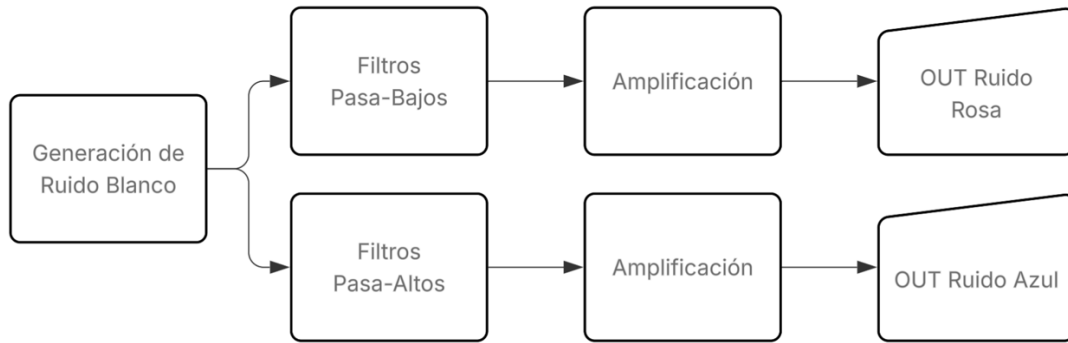 Generación de
Ruido Blanco
Filtros
Pasa-Bajos
Amplificación
OUT Ruido
Rosa
Filtros
Pasa-Altos
Amplificación
OUT Ruido Azul